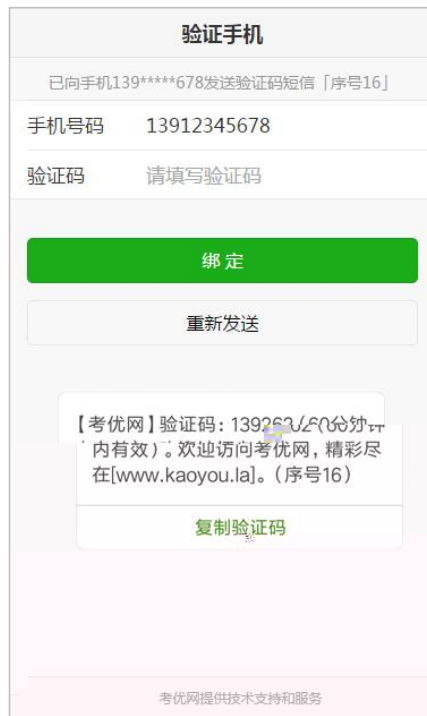 验证手机
已向手机139*****678发送验证码短信「序号16」
手机号码 13912345678
验证码 请填写验证码
绑 定
重新发送
【考优网】验证码：
内有效）。欢迎访问考优网，精彩尽
在[www.kaoyou.la]。（序号16）
复制验证码
考优网提供技术支持和服务